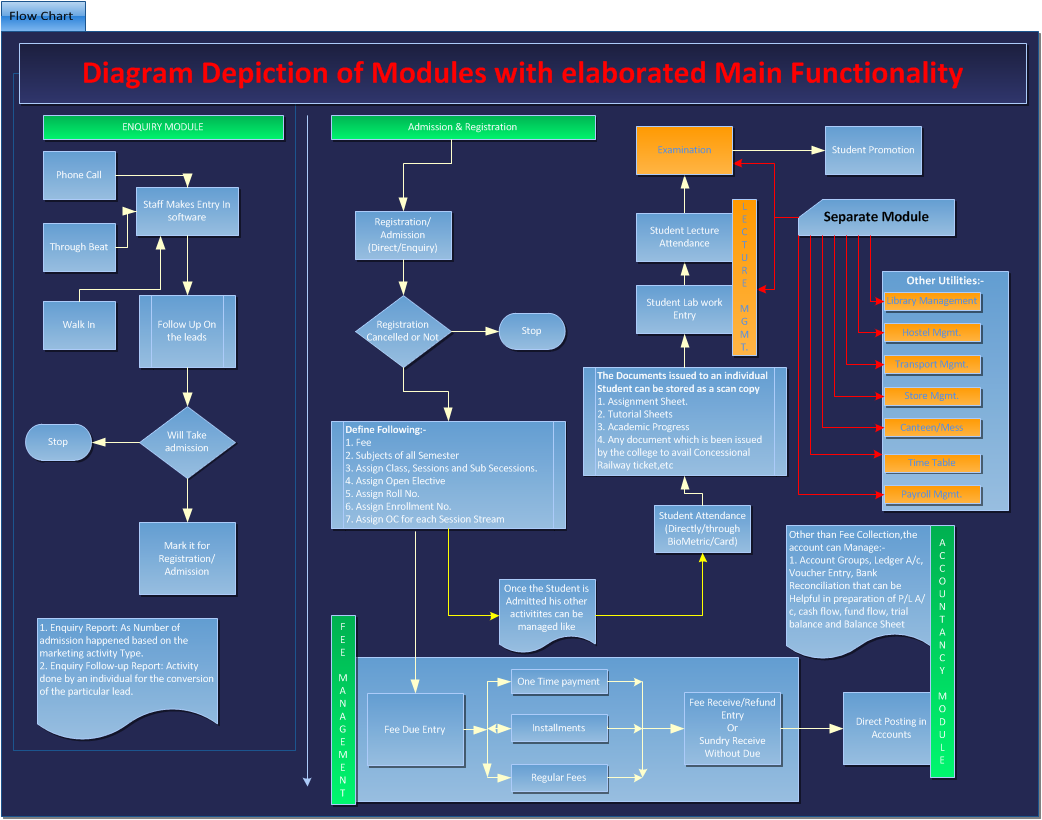 Flow Chart
Diagram Depiction of Modules with elaborated Main Functionality
ENQUIRY MODULE
Phone Call
Staff Makes Entry In
software
Through Beat
Walk In
Follow Up On
the leads
Will Take
admission
Stop
Mark it for
Registration/
Admission
1. Enquiry Report: As Number of
admission happened based on the
marketing activity Type.
2. Enquiry Follow-up Report: Activity
done by an individual for the conversion
of the particular lead.
Admission & Registration
Registration/
Admission
(Direct/Enquiry)
Registration
Cancelled or Not
Stop
Define Following:-
1. Fee
2. Subjects of all Semester
3. Assign Class, Sessions and Sub Secessions.
4. Assign Open Elective
5. Assign Roll No.
6. Assign Enrollment No.
7. Assign OC for each Session Stream
Once the Student is
Admitted his other
activitites can be
managed like
Student Attendance
(Directly/through
BioMetric/Card)
The Documents issued to an individual
Student can be stored as a scan copy
1. Assignment Sheet.
2. Tutorial Sheets
3. Academic Progress
4. Any document which is been issued
by the college to avail Concessional
Railway ticket,etc
Student Lab work
Entry
Student Lecture
Attendance
LECTURE MGMT.
Examination
Student Promotion
Separate Module
Other Utilities:-
Library Management
Hostel Mgmt.
Transport Mgmt.
Store Mgmt.
Canteen/Mess
Time Table
Payroll Mgmt.
Other than Fee Collection,the
account can Manage:-
1. Account Groups, Ledger A/c,
Voucher Entry, Bank
Reconciliation that can be
Helpful in preparation of P/L A/
c, cash flow, fund flow, trial
balance and Balance Sheet
ACCOUNTANCY MODULE
FEE MANAGEMENT
Fee Due Entry
One Time payment
Installments
Regular Fees
Fee Receive/Refund
Entry
Or
Sundry Receive
Without Due
Direct Posting in
Accounts